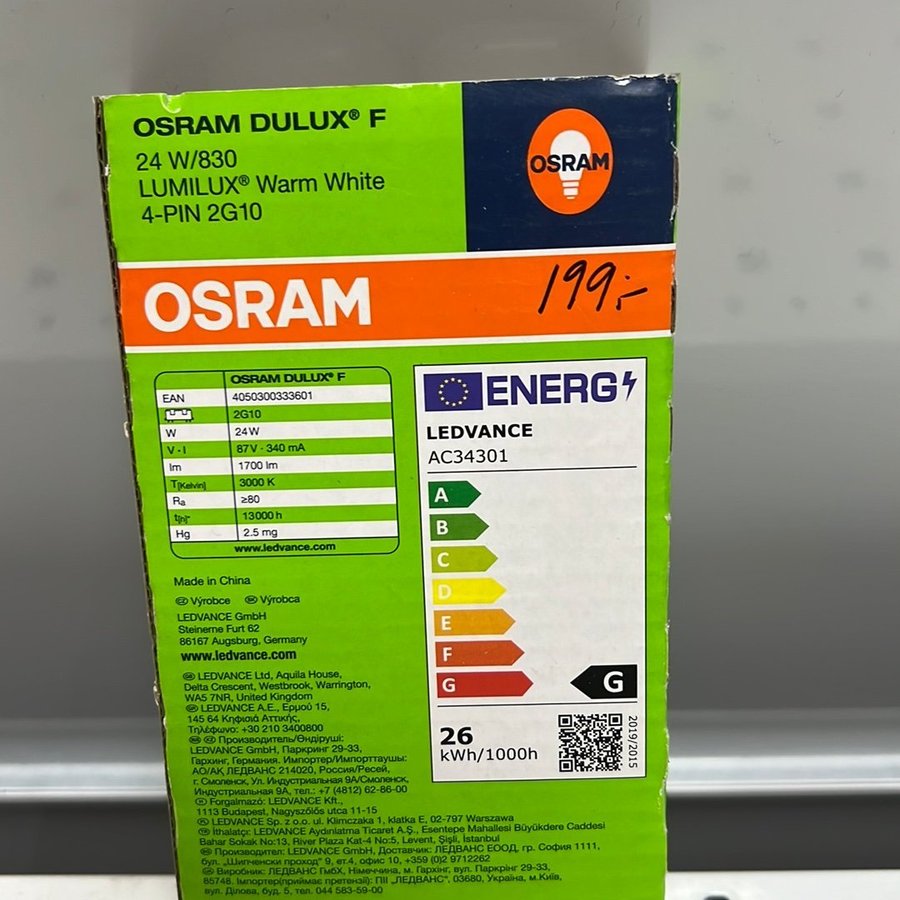 OSRAM DULUX® F
24 W/830
LUMILUX® Warm White
4-PIN 2G10
OSRAM
OSRAM
199:-
OSRAM DULUX® F
EAN 4050300333601
2G10
W 24W
V · I 87V · 340 mA
lm 1700 lm
T[Kelvin] 3000 K
Ra ≥80
t[h]* 13000 h
Hg 2.5 mg
www.ledvance.com
Made in China
CZ Výrobce SK Výrobca
LEDVANCE GmbH
Steinerne Furt 62
86167 Augsburg, Germany
www.ledvance.com
GB LEDVANCE Ltd, Aquila House,
Delta Crescent, Westbrook, Warrington,
WA5 7NR, United Kingdom
GR LEDVANCE A.E., Ερμού 15,
145 64 Κηφισιά Αττικής,
Τηλέφωνο: +30 210 3400800
Производитель/Өндіруші:
LEDVANCE GmbH, Паркринг 29-33,
Гархинг, Германия. Импортер/Импорттаушы:
АО/АҚ ЛЕДВАНС 214020, Россия/Ресей,
г. Смоленск, Ул. Индустриальная 9А/Смоленск,
Индустриальная 9А, тел.: +7 (4812) 62-86-00
H Forgalmazó: LEDVANCE Kft.,
1113 Budapest, Nagyszőlős utca 11-15
PL LEDVANCE Sp. z o.o. ul. Klimczaka 1, klatka E, 02-797 Warszawa
TR İthalatçı: LEDVANCE Aydınlatma Ticaret A.Ş., Esentepe Mahallesi Büyükdere Caddesi
Bahar Sokak No:13, River Plaza Kat-4 No:5, Levent, Şişli, İstanbul
BG Производител: LEDVANCE GmbH, Доставчик: ЛЕДВАНС ЕООД, гр. София 1111,
бул. "Шипченски проход" 9, ет.4, офис 10, +359 (0)2 9712262
UA Виробник: ЛЕДВАНС ГмбХ, Німеччина, м. Гархінг, вул. Паркрінг 29-33,
85748. Імпортер(приймає претензії): ПІІ "ЛЕДВАНС", 03680, Україна, м.Київ,
вул. Ділова, буд. 5, тел. 044 583-59-00
ENERG
LEDVANCE
AC34301
A
B
C
D
E
F
G
G
26
kWh/1000h
2019/2015